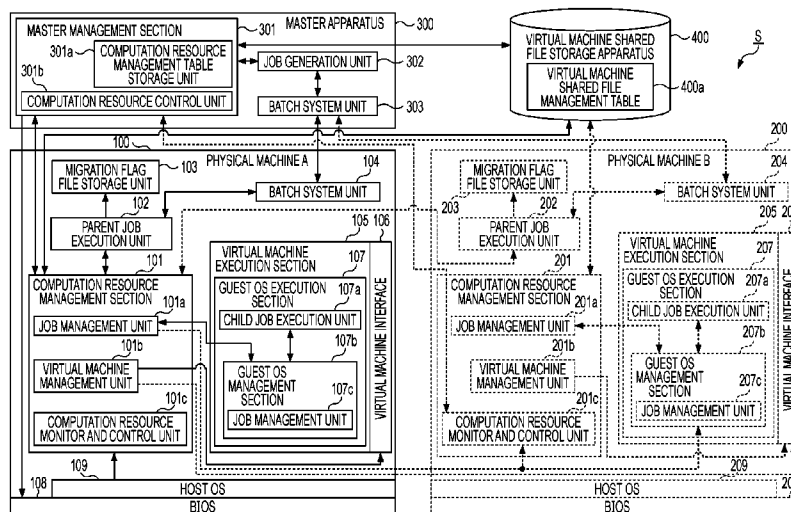 MASTER APPARATUS
300
MASTER MANAGEMENT SECTION
301
301a
COMPUTATION RESOURCE
MANAGEMENT TABLE
STORAGE UNIT
301b
COMPUTATION RESOURCE CONTROL UNIT
JOB GENERATION UNIT
302
BATCH SYSTEM UNIT
303
VIRTUAL MACHINE SHARED
FILE STORAGE APPARATUS
400
VIRTUAL MACHINE
SHARED FILE
MANAGEMENT TABLE
400a
S
100
PHYSICAL MACHINE A
103
MIGRATION FLAG
FILE STORAGE UNIT
104
BATCH SYSTEM UNIT
102
PARENT JOB
EXECUTION UNIT
101
COMPUTATION RESOURCE
MANAGEMENT SECTION
101a
JOB MANAGEMENT UNIT
101b
VIRTUAL MACHINE
MANAGEMENT UNIT
101c
COMPUTATION RESOURCE
MONITOR AND CONTROL UNIT
105
106
VIRTUAL MACHINE
EXECUTION SECTION
107
GUEST OS EXECUTION
SECTION
107a
CHILD JOB EXECUTION UNIT
107b
GUEST OS
MANAGEMENT
SECTION
107c
JOB MANAGEMENT UNIT
VIRTUAL MACHINE INTERFACE
109
HOST OS
108
BIOS
200
PHYSICAL MACHINE B
MIGRATION FLAG
FILE STORAGE UNIT
203
204
BATCH SYSTEM UNIT
202
PARENT JOB
EXECUTION UNIT
201
COMPUTATION RESOURCE
MANAGEMENT SECTION
201a
JOB MANAGEMENT UNIT
201b
VIRTUAL MACHINE
MANAGEMENT UNIT
201c
COMPUTATION RESOURCE
MONITOR AND CONTROL UNIT
205
VIRTUAL MACHINE
EXECUTION SECTION
207
GUEST OS EXECUTION
SECTION
207a
CHILD JOB EXECUTION UNIT
207b
GUEST OS
MANAGEMENT
SECTION
207c
JOB MANAGEMENT UNIT
VIRTUAL MACHINE INTERFACE
209
HOST OS
BIOS